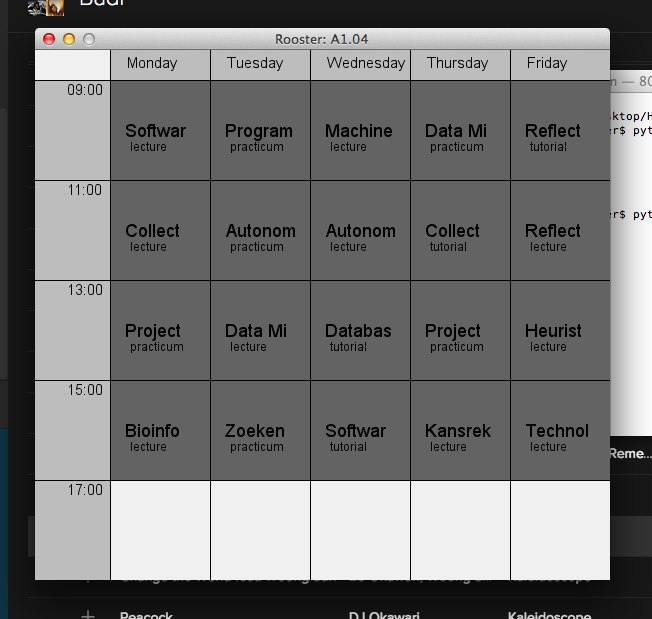 Rooster: A1.04
Monday Tuesday Wednesday Thursday Friday
09:00
Softwar Program Machine Data Mi Reflect
lecture practicum lecture practicum tutorial
11:00
Collect Autonom Autonom Collect Reflect
lecture practicum lecture tutorial lecture
13:00
Project Data Mi Databas Project Heurist
practicum lecture tutorial practicum lecture
15:00
Bioinfo Zoeken Softwar Kansrek Technol
lecture practicum tutorial lecture lecture
17:00
— 80
ktop/H
er$ pyt
er$ pyt
Reme...
Peacock DJ Okawari Kaleidoscope